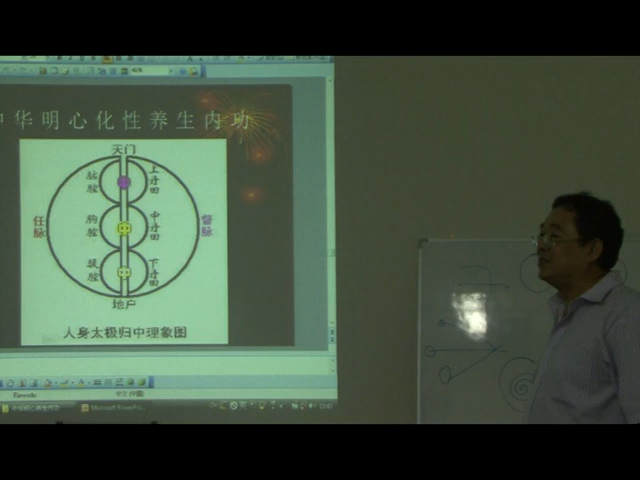 华明心化性养生内功
天门
脑腔
上丹田
胸腔
中丹田
任脉
督脉
腹腔
下丹田
地户
人身太极归中理象图